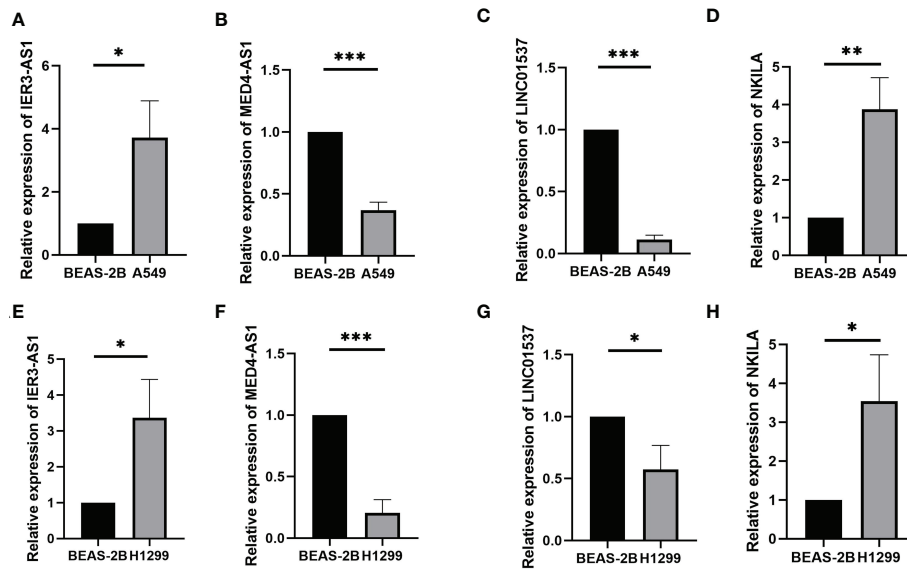 A
Relative expression of IER3-AS1
6
4
2
0
*
BEAS-2B A549
B
Relative expression of MED4-AS1
1.5
1.0
0.5
0.0
***
BEAS-2B A549
C
Relative expression of LINC01537
1.5
1.0
0.5
0.0
***
BEAS-2B A549
D
Relative expression of NKILA
5
4
3
2
1
0
**
BEAS-2B A549
.E
Relative expression of IER3-AS1
5
4
3
2
1
0
*
BEAS-2B H1299
F
Relative expression of MED4-AS1
1.5
1.0
0.5
0.0
***
BEAS-2B H1299
G
Relative expression of LINC01537
1.5
1.0
0.5
0.0
*
BEAS-2B H1299
H
Relative expression of NKILA
5
4
3
2
1
0
*
BEAS-2B H1299